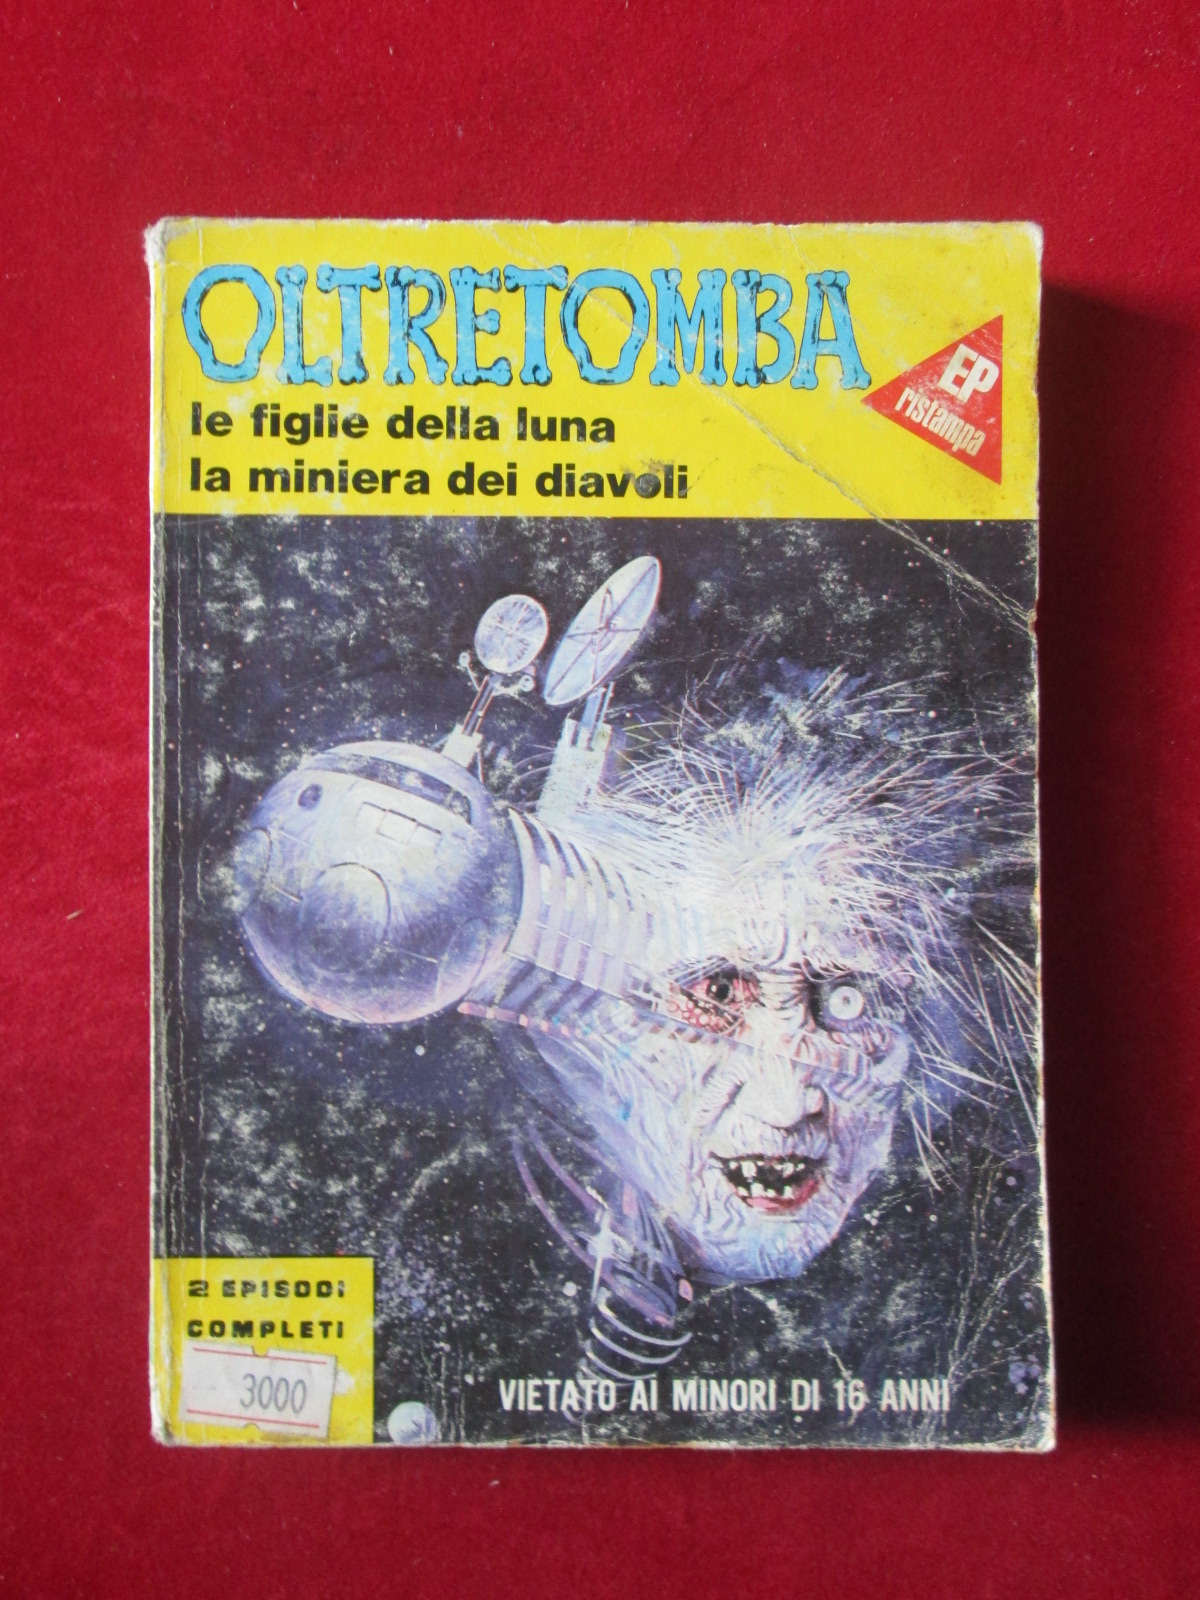 OLTRETOMBA
le figlie della luna
la miniera dei diavoli
EP
ristampa
2 EPISODI
COMPLETI
3000
VIETATO AI MINORI DI 16 ANNI